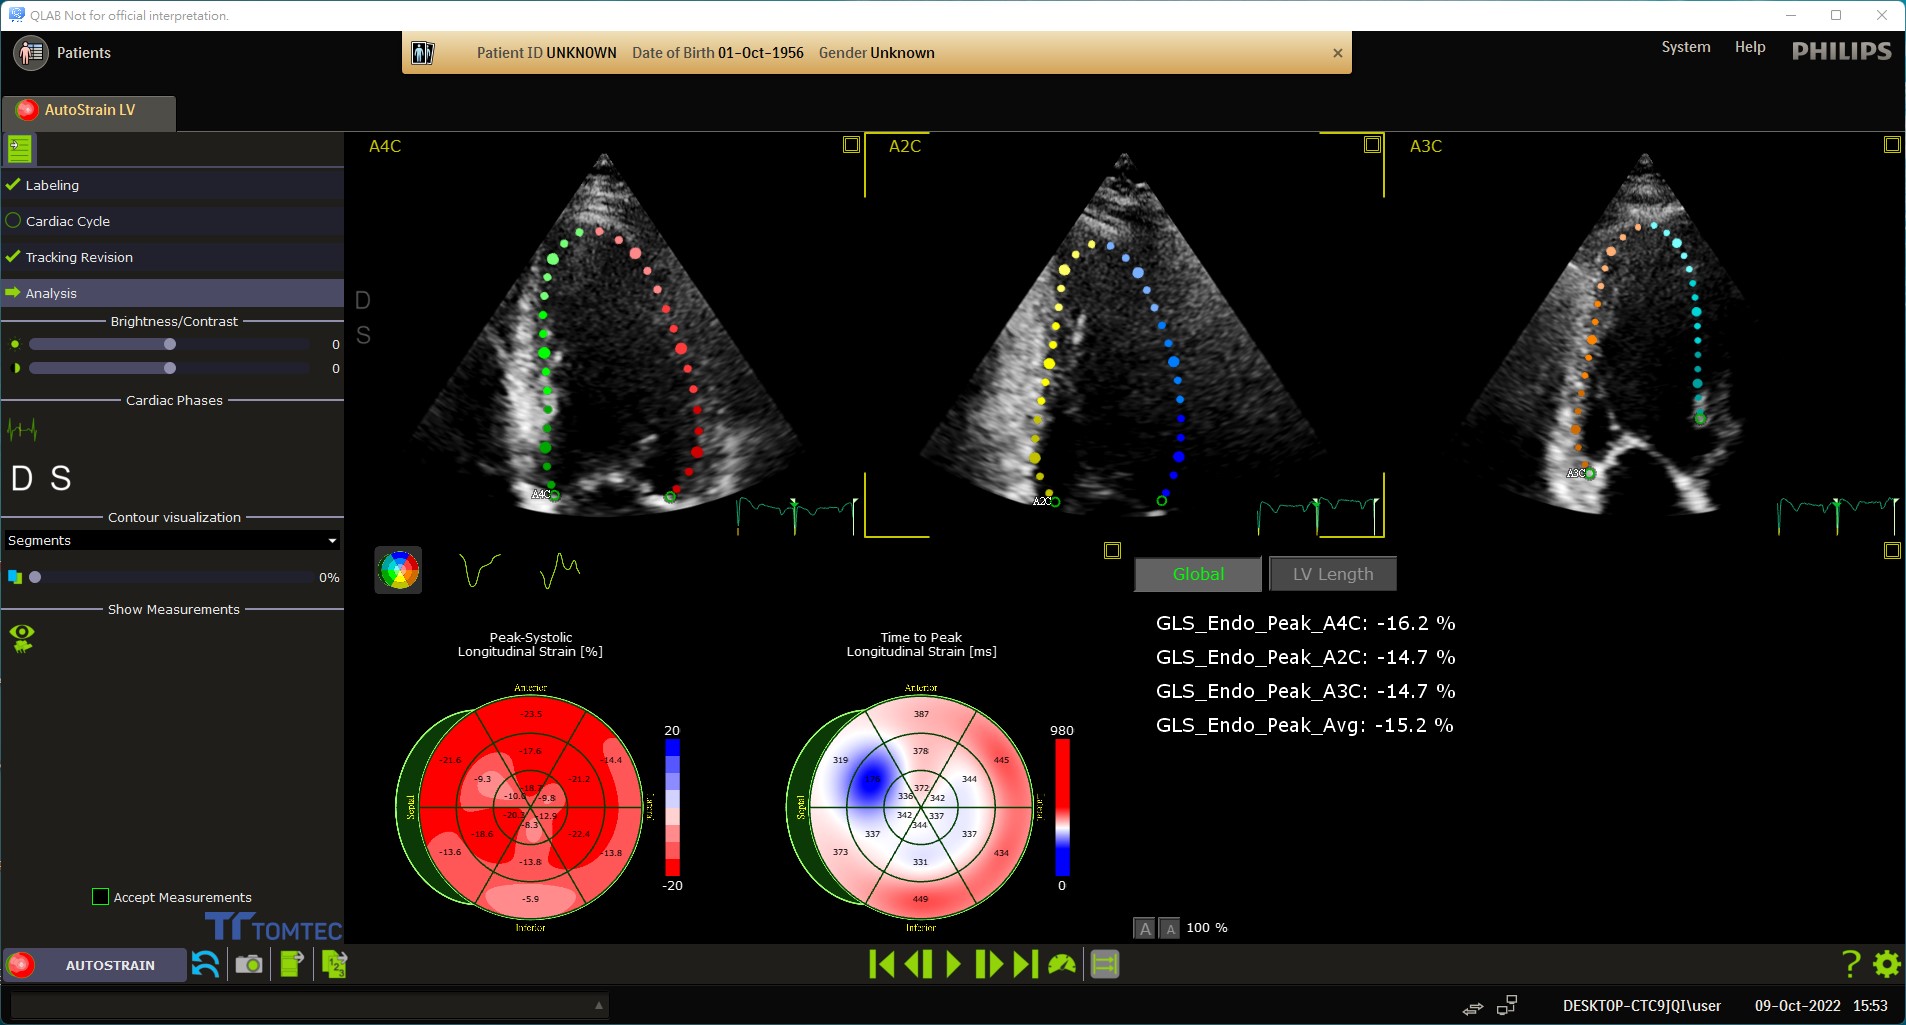 QLAB Not for official interpretation.
Patients
Patient ID UNKNOWN Date of Birth 01-Oct-1956 Gender Unknown
System Help PHILIPS
AutoStrain LV
Labeling
Cardiac Cycle
Tracking Revision
Analysis
Brightness/Contrast
0
0
Cardiac Phases
D S
Contour visualization
Segments
0%
Show Measurements
Accept Measurements
TOMTEC
A4C
D
S
A4C
A2C
A2C
A3C
A3C
Peak-Systolic
Longitudinal Strain [%]
Anterior
-23.5
-21.6
-17.6
-14.4
-9.3
-21.2
-18.7
-9.8
Septal
-20.3
-12.9
-8.3
-18.6
-22.4
-13.6
-13.8
-13.8
-5.9
Inferior
20
-20
Time to Peak
Longitudinal Strain [ms]
Anterior
387
319
378
445
344
336
372
342
Septal
342
337
344
337
337
373
331
434
449
Inferior
980
0
Global LV Length
GLS_Endo_Peak_A4C: -16.2 %
GLS_Endo_Peak_A2C: -14.7 %
GLS_Endo_Peak_A3C: -14.7 %
GLS_Endo_Peak_Avg: -15.2 %
A A 100 %
AUTOSTRAIN
123
?
DESKTOP-CTC9JQI\user 09-Oct-2022 15:53